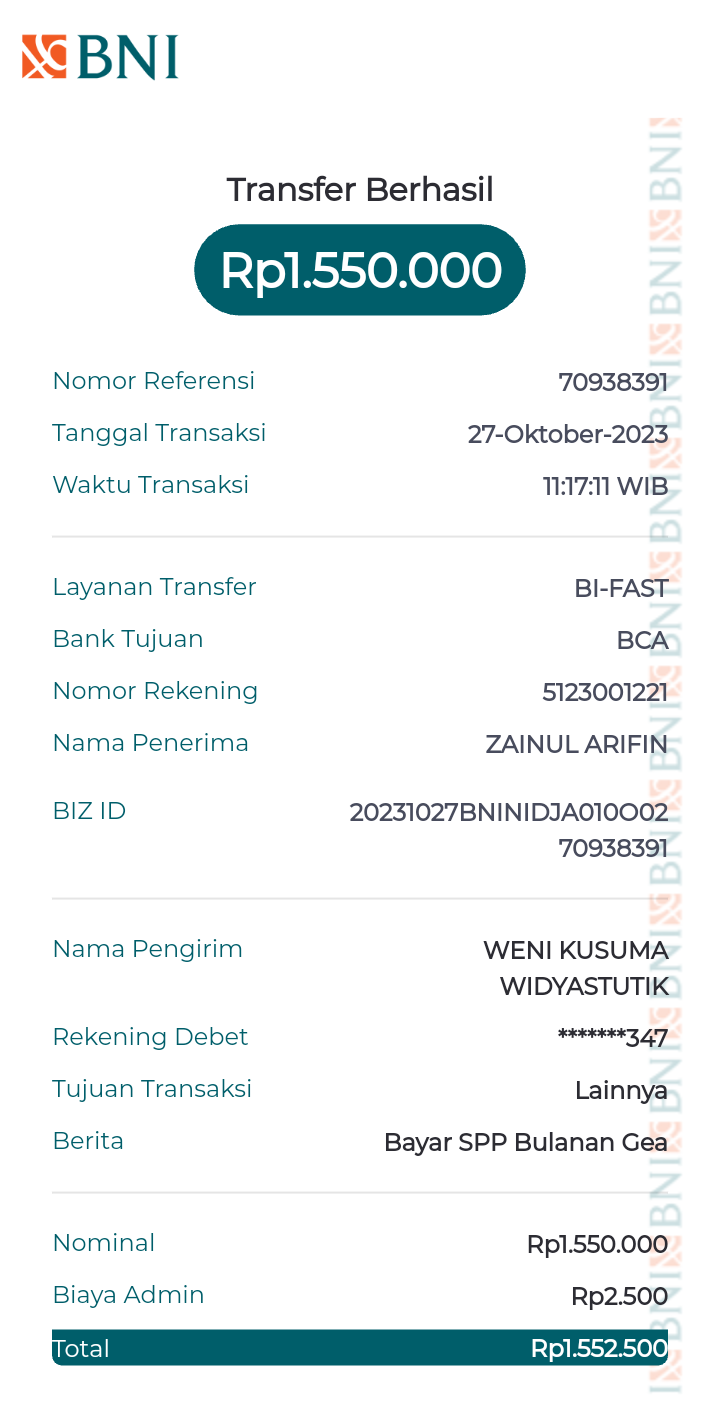 BNI
Transfer Berhasil
Rp1.550.000
Nomor Referensi 70938391
Tanggal Transaksi 27-Oktober-2023
Waktu Transaksi 11:17:11 WIB
Layanan Transfer BI-FAST
Bank Tujuan BCA
Nomor Rekening 5123001221
Nama Penerima ZAINUL ARIFIN
BIZ ID 20231027BNINIDJA010O02
70938391
Nama Pengirim WENI KUSUMA
WIDYASTUTIK
Rekening Debet *******347
Tujuan Transaksi Lainnya
Berita Bayar SPP Bulanan Gea
Nominal Rp1.550.000
Biaya Admin Rp2.500
Total Rp1.552.500
BNI BNI BNI BNI BNI BNI BNI BNI BNI BNI BNI